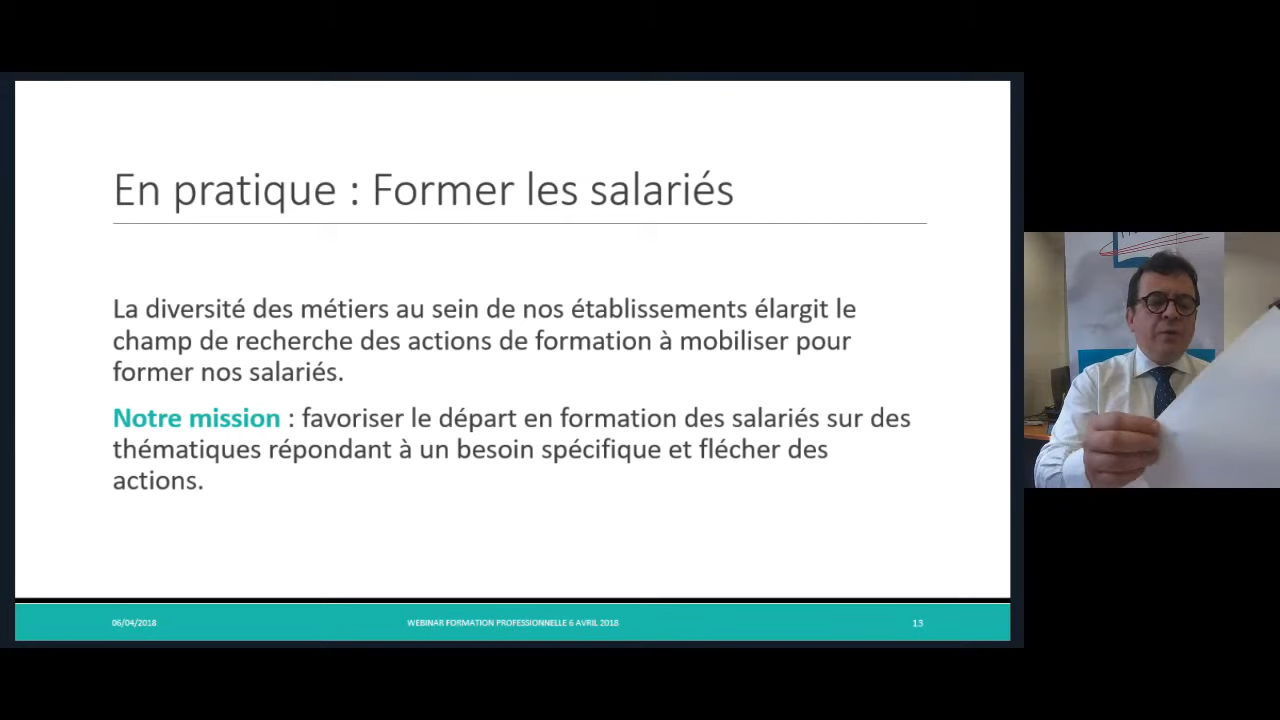 En pratique : Former les salariés
La diversité des métiers au sein de nos établissements élargit le
champ de recherche des actions de formation à mobiliser pour
former nos salariés.
Notre mission : favoriser le départ en formation des salariés sur des
thématiques répondant à un besoin spécifique et flécher des
actions.
06/04/2018
WEBINAR FORMATION PROFESSIONNELLE 6 AVRIL 2018
13